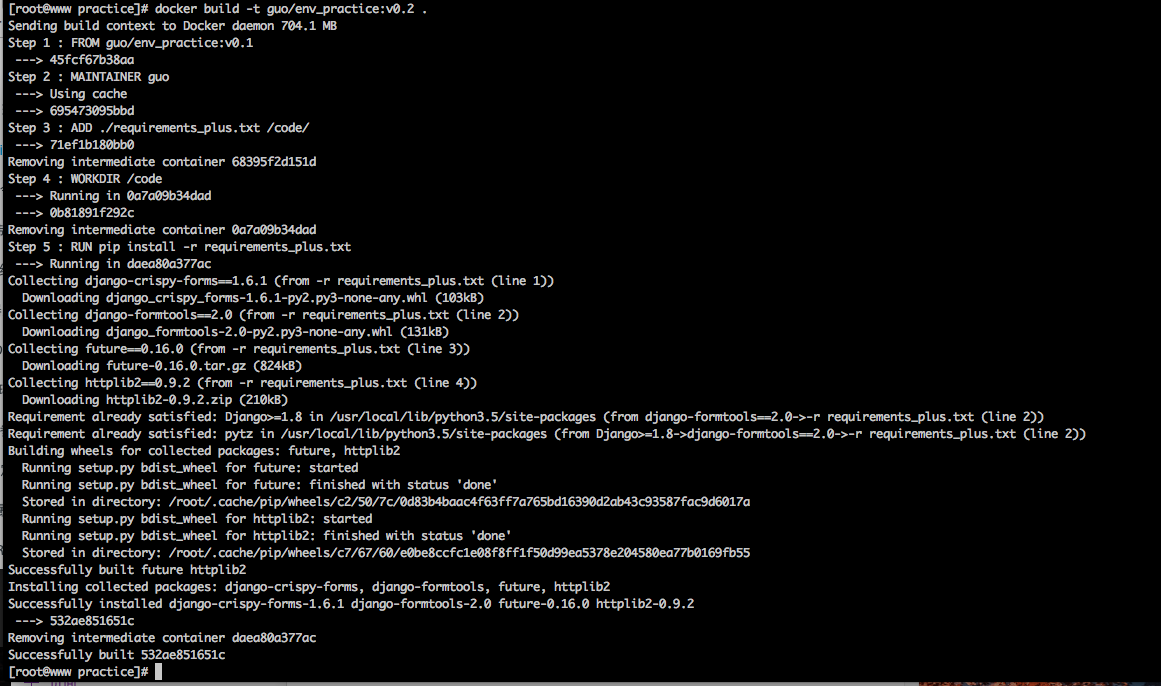 [root@www practice]# docker build -t guo/env_practice:v0.2 .
Sending build context to Docker daemon 704.1 MB
Step 1 : FROM guo/env_practice:v0.1
 ---> 45fcf67b38aa
Step 2 : MAINTAINER guo
 ---> Using cache
 ---> 695473095bbd
Step 3 : ADD ./requirements_plus.txt /code/
 ---> 71ef1b180bb0
Removing intermediate container 68395f2d151d
Step 4 : WORKDIR /code
 ---> Running in 0a7a09b34dad
 ---> 0b81891f292c
Removing intermediate container 0a7a09b34dad
Step 5 : RUN pip install -r requirements_plus.txt
 ---> Running in daea80a377ac
Collecting django-crispy-forms==1.6.1 (from -r requirements_plus.txt (line 1))
  Downloading django_crispy_forms-1.6.1-py2.py3-none-any.whl (103kB)
Collecting django-formtools==2.0 (from -r requirements_plus.txt (line 2))
  Downloading django_formtools-2.0-py2.py3-none-any.whl (131kB)
Collecting future==0.16.0 (from -r requirements_plus.txt (line 3))
  Downloading future-0.16.0.tar.gz (824kB)
Collecting httplib2==0.9.2 (from -r requirements_plus.txt (line 4))
  Downloading httplib2-0.9.2.zip (210kB)
Requirement already satisfied: Django>=1.8 in /usr/local/lib/python3.5/site-packages (from django-formtools==2.0->-r requirements_plus.txt (line 2))
Requirement already satisfied: pytz in /usr/local/lib/python3.5/site-packages (from Django>=1.8->django-formtools==2.0->-r requirements_plus.txt (line 2))
Building wheels for collected packages: future, httplib2
  Running setup.py bdist_wheel for future: started
  Running setup.py bdist_wheel for future: finished with status 'done'
  Stored in directory: /root/.cache/pip/wheels/c2/50/7c/0d83b4baac4f63ff7a765bd16390d2ab43c93587fac9d6017a
  Running setup.py bdist_wheel for httplib2: started
  Running setup.py bdist_wheel for httplib2: finished with status 'done'
  Stored in directory: /root/.cache/pip/wheels/c7/67/60/e0be8ccfc1e08f8ff1f50d99ea5378e204580ea77b0169fb55
Successfully built future httplib2
Installing collected packages: django-crispy-forms, django-formtools, future, httplib2
Successfully installed django-crispy-forms-1.6.1 django-formtools-2.0 future-0.16.0 httplib2-0.9.2
 ---> 532ae851651c
Removing intermediate container daea80a377ac
Successfully built 532ae851651c
[root@www practice]#